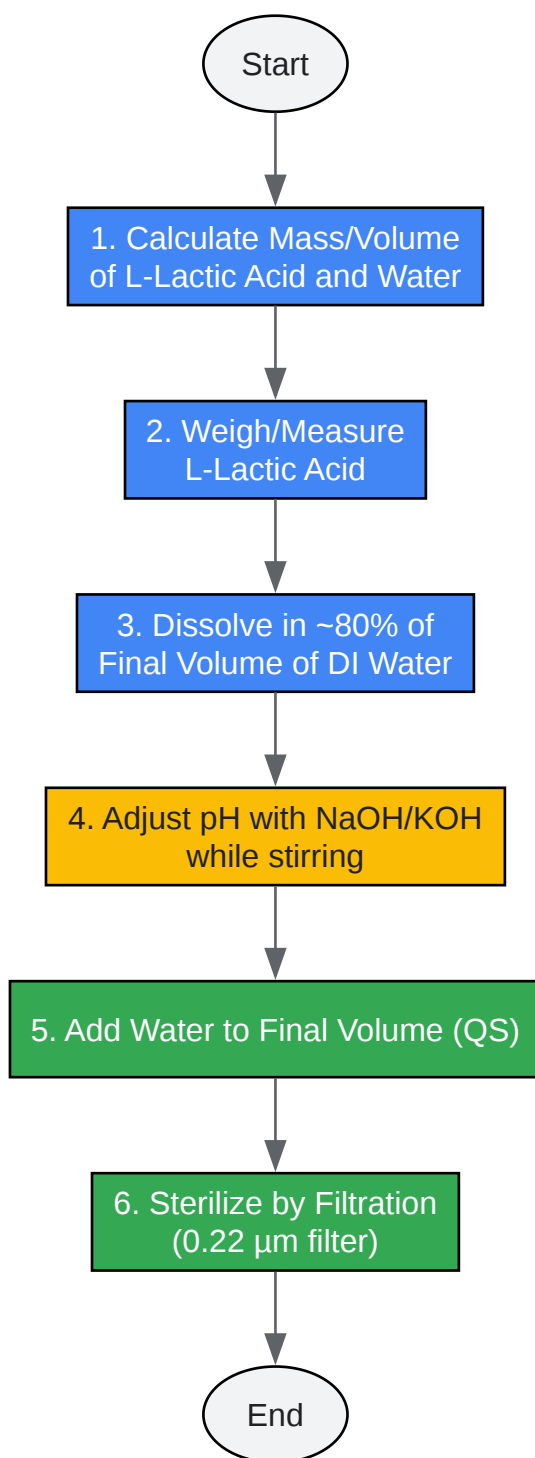 Start
1. Calculate Mass/Volume
of L-Lactic Acid and Water
2. Weigh/Measure
L-Lactic Acid
3. Dissolve in ~80% of
Final Volume of DI Water
4. Adjust pH with NaOH/KOH
while stirring
5. Add Water to Final Volume (QS)
6. Sterilize by Filtration
(0.22 µm filter)
End